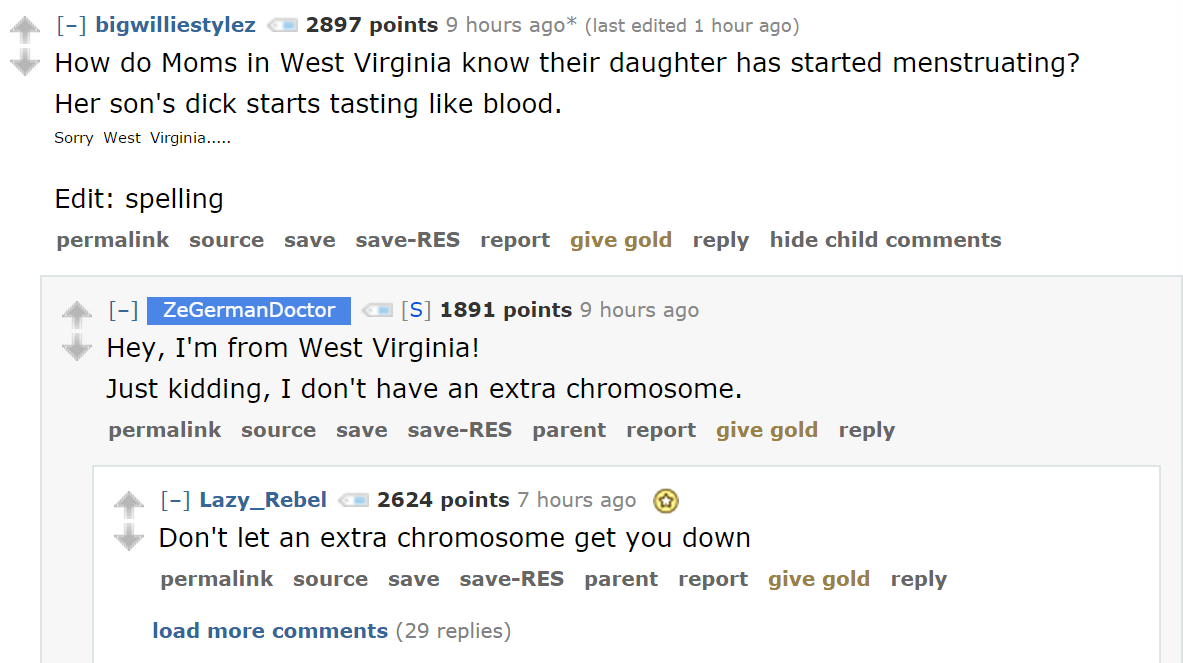 [–] bigwilliestylez 2897 points 9 hours ago* (last edited 1 hour ago)
How do Moms in West Virginia know their daughter has started menstruating?
Her son's dick starts tasting like blood.
Sorry West Virginia.....
Edit: spelling
permalink source save save-RES report give gold reply hide child comments
[–] ZeGermanDoctor [S] 1891 points 9 hours ago
Hey, I'm from West Virginia!
Just kidding, I don't have an extra chromosome.
permalink source save save-RES parent report give gold reply
[–] Lazy_Rebel 2624 points 7 hours ago
Don't let an extra chromosome get you down
permalink source save save-RES parent report give gold reply
load more comments (29 replies)